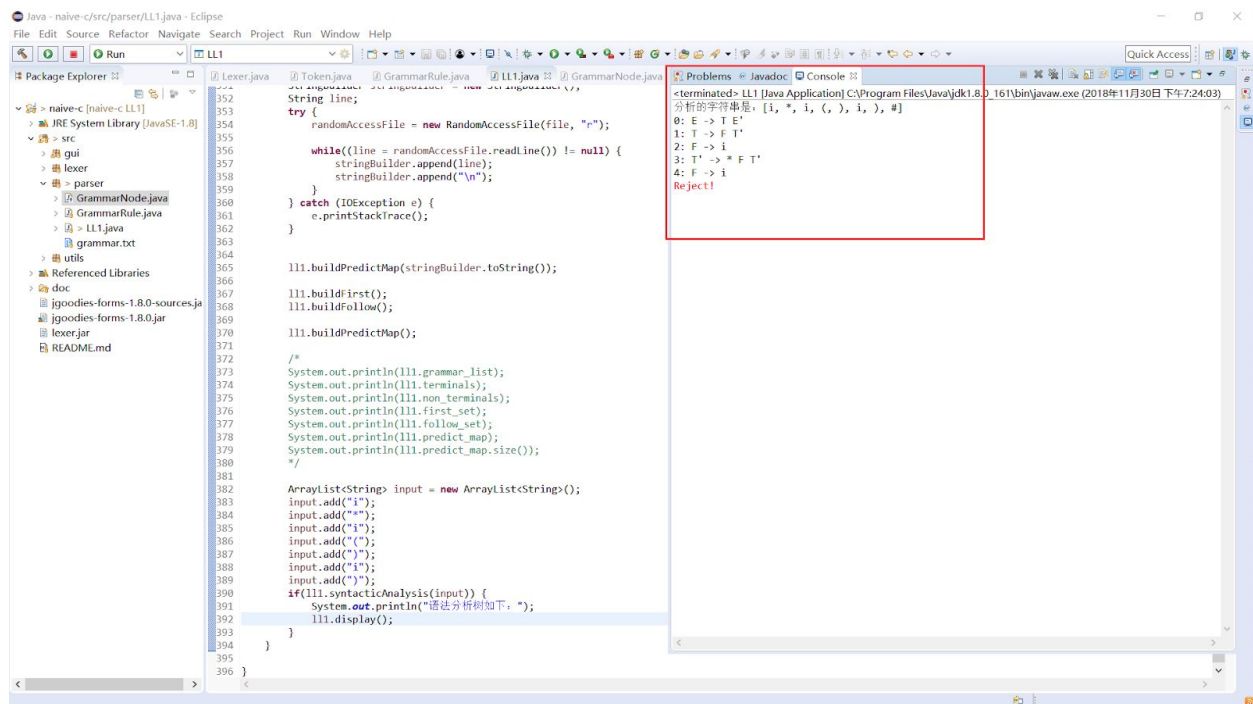 Java - naive-c/src/parser/LL1.java - Eclipse
File Edit Source Refactor Navigate Search Project Run Window Help
Run LL1 Quick Access
Package Explorer
> naive-c [naive-c LL1]
JRE System Library [JavaSE-1.8]
> src
gui
lexer
> parser
GrammarNode.java
GrammarRule.java
> LL1.java
grammar.txt
utils
Referenced Libraries
doc
jgoodies-forms-1.8.0-sources.ja
jgoodies-forms-1.8.0.jar
lexer.jar
README.md
Lexer.java Token.java GrammarRule.java LL1.java GrammarNode.java
351 StringBuilder stringBuilder = new StringBuilder();
352 String line;
353 try {
354 randomAccessFile = new RandomAccessFile(file, "r");
355
356 while((line = randomAccessFile.readLine()) != null) {
357 stringBuilder.append(line);
358 stringBuilder.append("\n");
359 }
360 } catch (IOException e) {
361 e.printStackTrace();
362 }
363
364
365 ll1.buildPredictMap(stringBuilder.toString());
366
367 ll1.buildFirst();
368 ll1.buildFollow();
369
370 ll1.buildPredictMap();
371
372 /*
373 System.out.println(ll1.grammar_list);
374 System.out.println(ll1.terminals);
375 System.out.println(ll1.non_terminals);
376 System.out.println(ll1.first_set);
377 System.out.println(ll1.follow_set);
378 System.out.println(ll1.predict_map);
379 System.out.println(ll1.predict_map.size());
380 */
381
382 ArrayList<String> input = new ArrayList<String>();
383 input.add("i");
384 input.add("*");
385 input.add("i");
386 input.add("(");
387 input.add(")");
388 input.add("i");
389 input.add(")");
390 if(ll1.syntacticAnalysis(input)) {
391 System.out.println("语法分析树如下：");
392 ll1.display();
393 }
394 }
395
396 }
Problems Javadoc Console
<terminated> LL1 [Java Application] C:\Program Files\Java\jdk1.8.0_161\bin\javaw.exe (2018年11月30日 下午7:24:03)
分析的字符串是：[i, *, i, (, ), i, ), #]
0: E -> T E'
1: T -> F T'
2: F -> i
3: T' -> * F T'
4: F -> i
Reject!